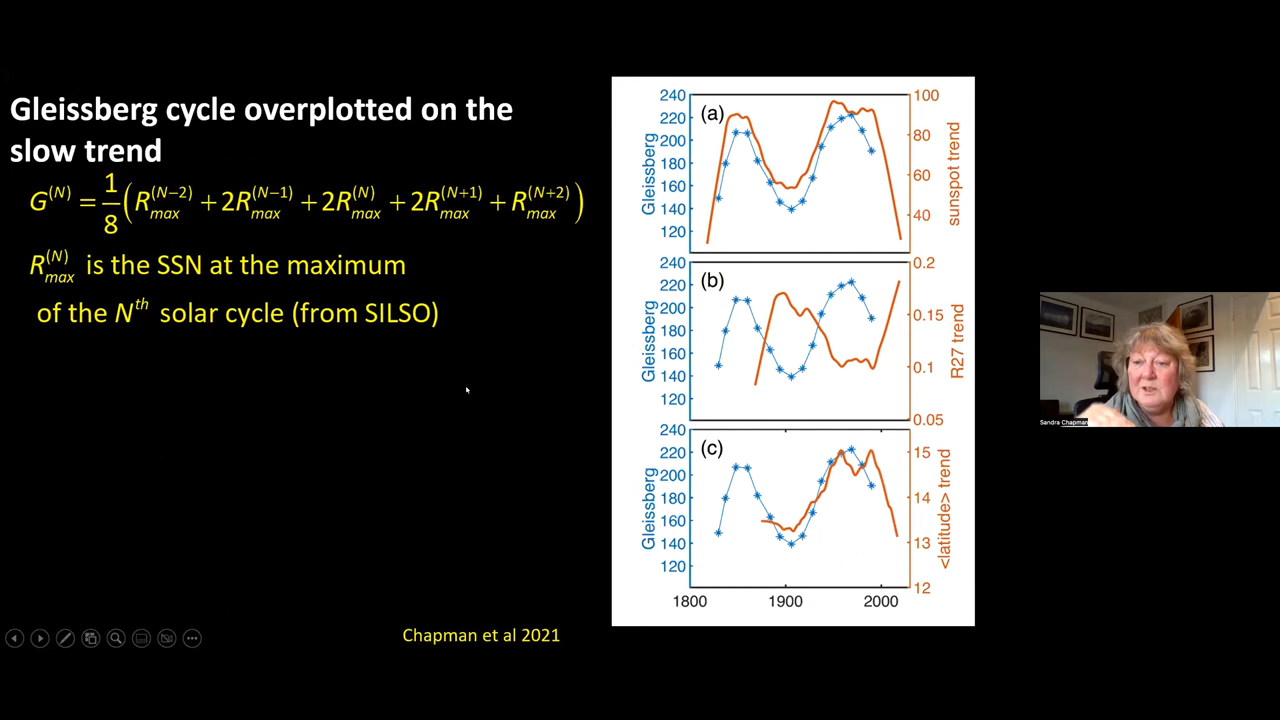 Gleissberg cycle overplotted on the
slow trend
G^(N) = 1/8 (R_max^(N−2) + 2R_max^(N−1) + 2R_max^(N) + 2R_max^(N+1) + R_max^(N+2))
R_max^(N) is the SSN at the maximum
of the N^th solar cycle (from SILSO)
Chapman et al 2021
(a)
Gleissberg
240
220
200
180
160
140
120
100
80
60
40
sunspot trend
(b)
Gleissberg
240
220
200
180
160
140
120
0.2
0.15
0.1
0.05
R27 trend
(c)
Gleissberg
240
220
200
180
160
140
120
15
14
13
12
<latitude> trend
1800 1900 2000
Sandra Chapman